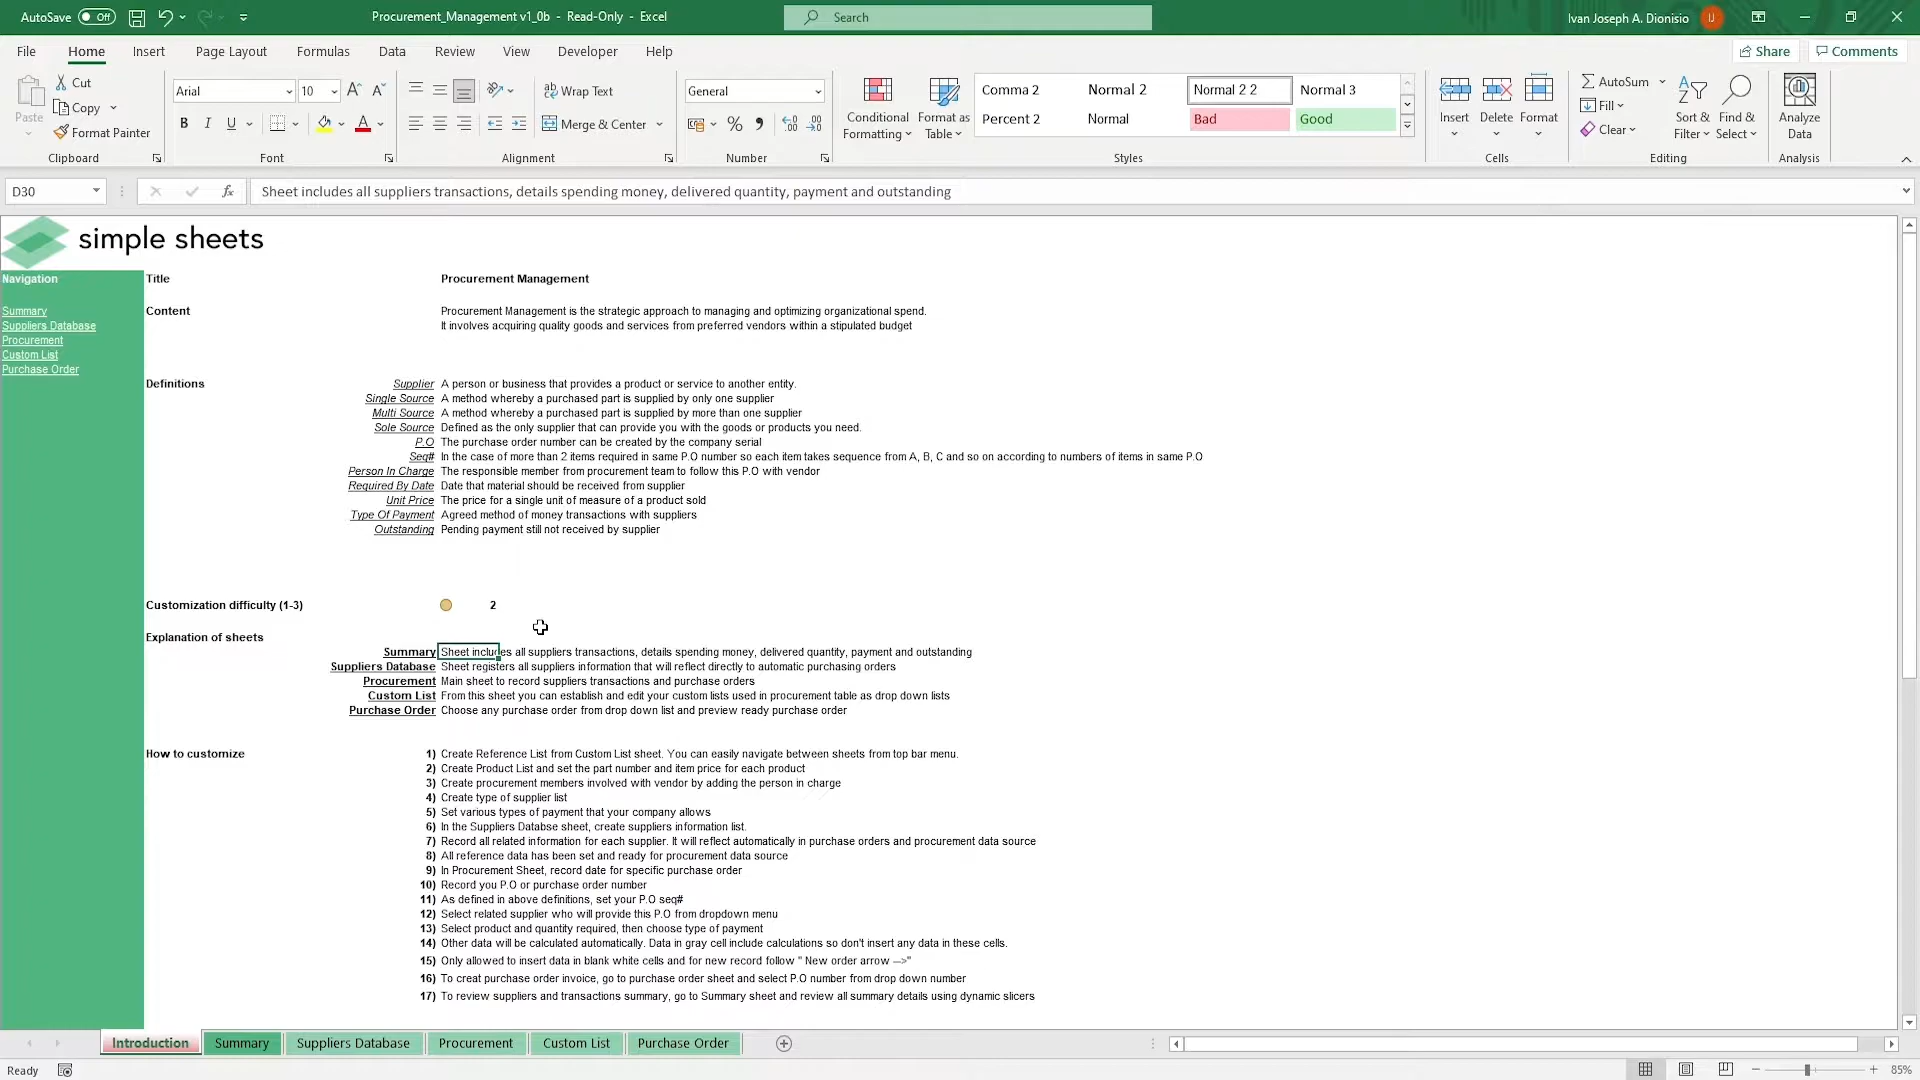 AutoSave Off Procurement_Management v1_0b - Read-Only - Excel Search Ivan Joseph A. Dionisio IJ
File Home Insert Page Layout Formulas Data Review View Developer Help Share Comments
Paste Cut Copy Format Painter Clipboard
Arial 10 A A B I U A Font
ab Wrap Text Merge & Center Alignment
General % Number
Conditional Formatting Format as Table
Comma 2 Normal 2 Normal 2 2 Normal 3
Percent 2 Normal Bad Good
Styles
Insert Delete Format Cells
AutoSum Fill Clear Sort & Filter Find & Select Editing
Analyze Data Analysis
D30 fx Sheet includes all suppliers transactions, details spending money, delivered quantity, payment and outstanding
simple sheets
Navigation
Summary
Suppliers Database
Procurement
Custom List
Purchase Order
Title Procurement Management
Content Procurement Management is the strategic approach to managing and optimizing organizational spend.
It involves acquiring quality goods and services from preferred vendors within a stipulated budget
Definitions Supplier A person or business that provides a product or service to another entity.
Single Source A method whereby a purchased part is supplied by only one supplier
Multi Source A method whereby a purchased part is supplied by more than one supplier
Sole Source Defined as the only supplier that can provide you with the goods or products you need.
P.O The purchase order number can be created by the company serial
Seq# In the case of more than 2 items required in same P.O number so each item takes sequence from A, B, C and so on according to numbers of items in same P.O
Person In Charge The responsible member from procurement team to follow this P.O with vendor
Required By Date Date that material should be received from supplier
Unit Price The price for a single unit of measure of a product sold
Type Of Payment Agreed method of money transactions with suppliers
Outstanding Pending payment still not received by supplier
Customization difficulty (1-3) 2
Explanation of sheets
Summary Sheet includes all suppliers transactions, details spending money, delivered quantity, payment and outstanding
Suppliers Database Sheet registers all suppliers information that will reflect directly to automatic purchasing orders
Procurement Main sheet to record suppliers transactions and purchase orders
Custom List From this sheet you can establish and edit your custom lists used in procurement table as drop down lists
Purchase Order Choose any purchase order from drop down list and preview ready purchase order
How to customize 1) Create Reference List from Custom List sheet. You can easily navigate between sheets from top bar menu.
2) Create Product List and set the part number and item price for each product
3) Create procurement members involved with vendor by adding the person in charge
4) Create type of supplier list
5) Set various types of payment that your company allows
6) In the Suppliers Databse sheet, create suppliers information list.
7) Record all related information for each supplier. It will reflect automatically in purchase orders and procurement data source
8) All reference data has been set and ready for procurement data source
9) In Procurement Sheet, record date for specific purchase order
10) Record you P.O or purchase order number
11) As defined in above definitions, set your P.O seq#
12) Select related supplier who will provide this P.O from dropdown menu
13) Select product and quantity required, then choose type of payment
14) Other data will be calculated automatically. Data in gray cell include calculations so don't insert any data in these cells.
15) Only allowed to insert data in blank white cells and for new record follow " New order arrow --->"
16) To creat purchase order invoice, go to purchase order sheet and select P.O number from drop down number
17) To review suppliers and transactions summary, go to Summary sheet and review all summary details using dynamic slicers
Introduction Summary Suppliers Database Procurement Custom List Purchase Order
Ready 85%